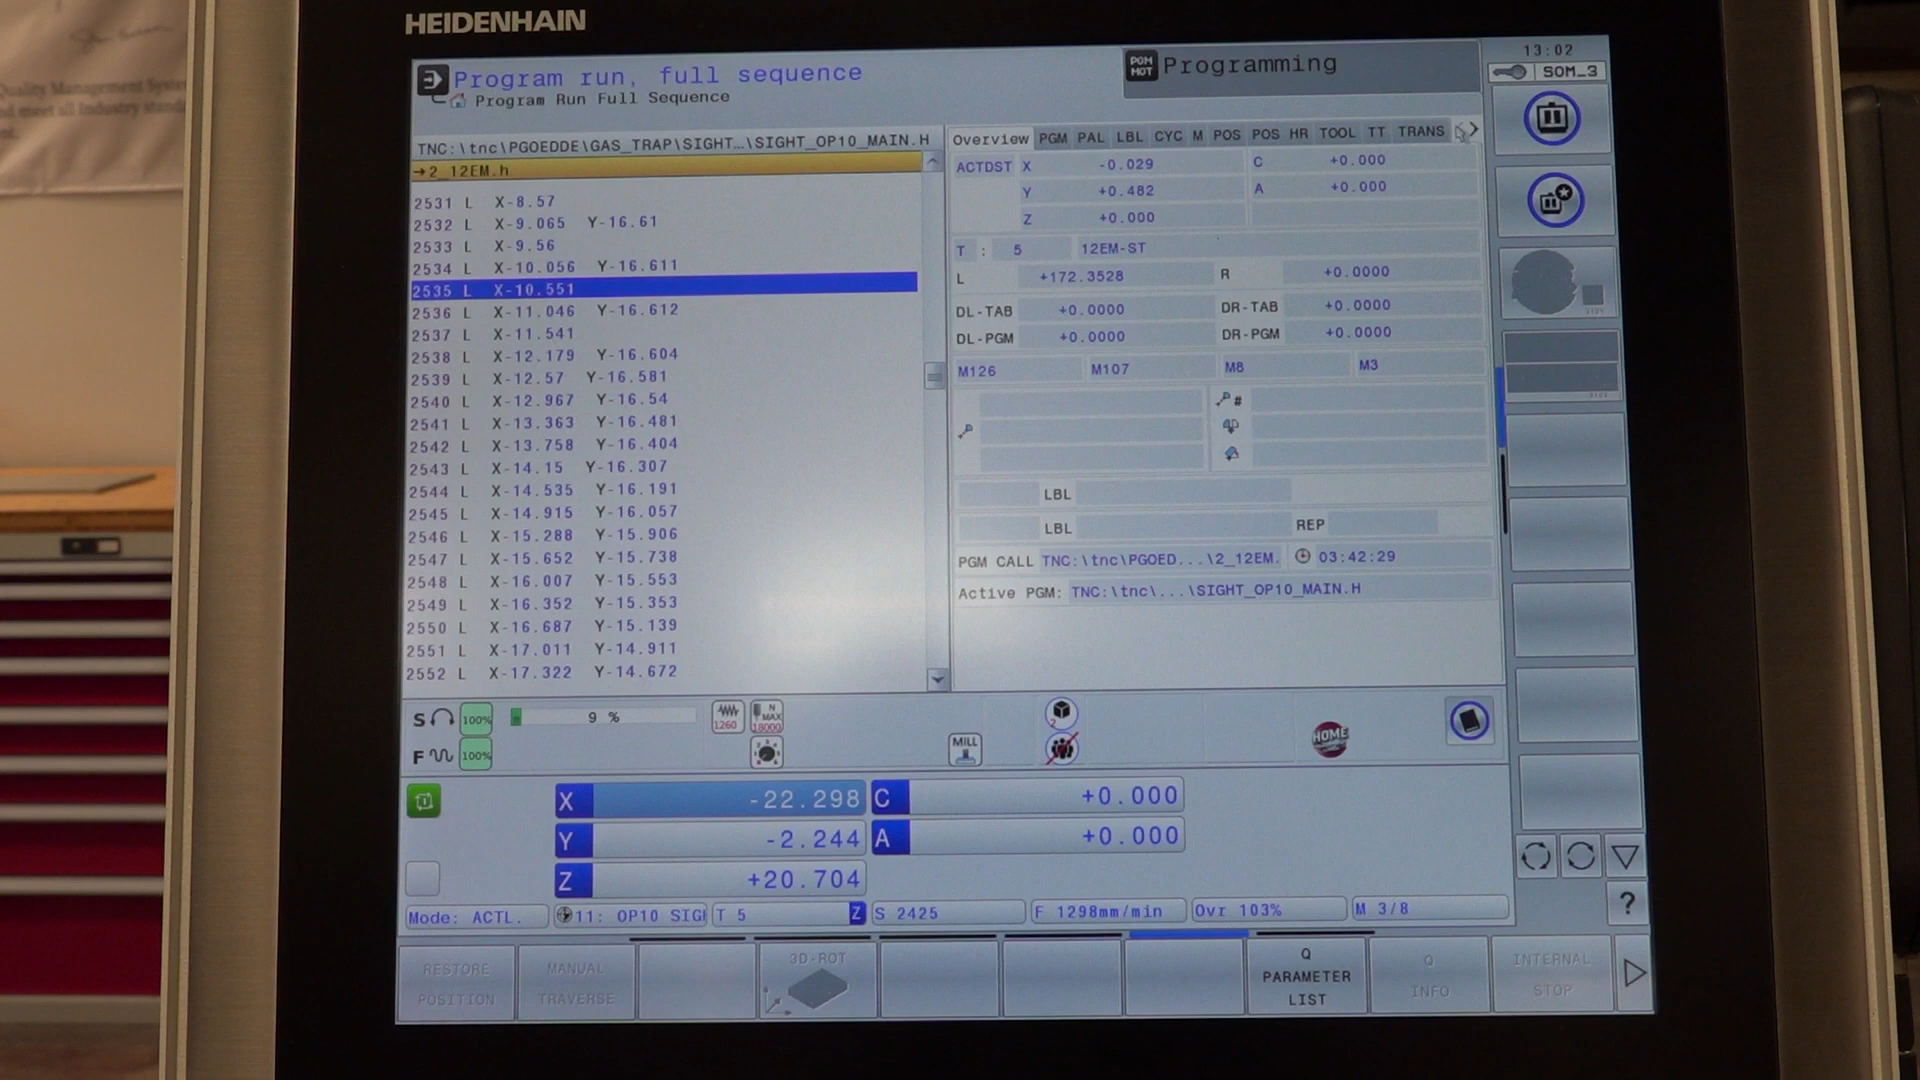 HEIDENHAIN
Program run, full sequence
Program Run Full Sequence
Programming
13:02
SOM_3
TNC:\tnc\PGOEDDE\GAS_TRAP\SIGHT…\SIGHT_OP10_MAIN.H
→2_12EM.h
2531 L X-8.57
2532 L X-9.065 Y-16.61
2533 L X-9.56
2534 L X-10.056 Y-16.611
2535 L X-10.551
2536 L X-11.046 Y-16.612
2537 L X-11.541
2538 L X-12.179 Y-16.604
2539 L X-12.57 Y-16.581
2540 L X-12.967 Y-16.54
2541 L X-13.363 Y-16.481
2542 L X-13.758 Y-16.404
2543 L X-14.15 Y-16.307
2544 L X-14.535 Y-16.191
2545 L X-14.915 Y-16.057
2546 L X-15.288 Y-15.906
2547 L X-15.652 Y-15.738
2548 L X-16.007 Y-15.553
2549 L X-16.352 Y-15.353
2550 L X-16.687 Y-15.139
2551 L X-17.011 Y-14.911
2552 L X-17.322 Y-14.672
Overview PGM PAL LBL CYC M POS POS HR TOOL TT TRANS
ACTDST X -0.029 C +0.000
Y +0.482 A +0.000
Z +0.000
T : 5 12EM-ST
L +172.3528 R +0.0000
DL-TAB +0.0000 DR-TAB +0.0000
DL-PGM +0.0000 DR-PGM +0.0000
M126 M107 M8 M3
#
LBL
LBL REP
PGM CALL TNC:\tnc\PGOED...\2_12EM. 03:42:29
Active PGM: TNC:\tnc\...\SIGHT_OP10_MAIN.H
S 100% 9 % 1260 N MAX 18000 2
F 100% MILL HOME
X -22.298 C +0.000
Y -2.244 A +0.000
Z +20.704
Mode: ACTL. 11: OP10 SIG T 5 Z S 2425 F 1298mm/min Ovr 103% M 3/8
?
RESTORE POSITION
MANUAL TRAVERSE
3D-ROT
Q PARAMETER LIST
Q INFO
INTERNAL STOP